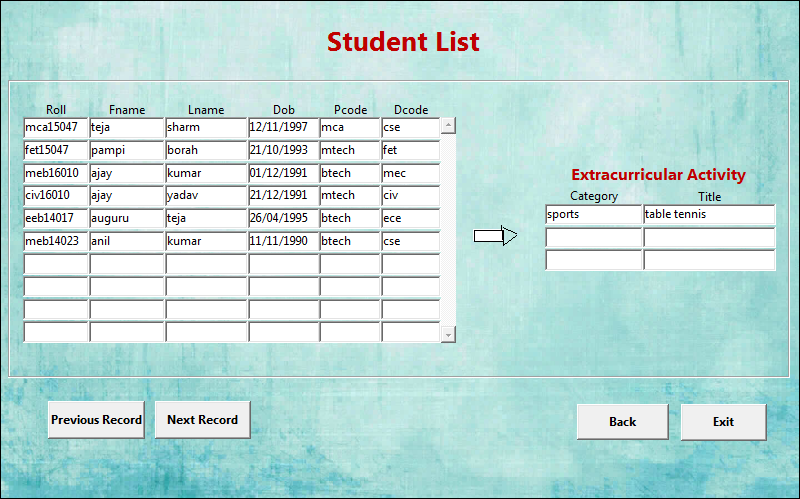 Student List
Roll Fname Lname Dob Pcode Dcode
mca15047 teja sharm 12/11/1997 mca cse
fet15047 pampi borah 21/10/1993 mtech fet
meb16010 ajay kumar 01/12/1991 btech mec
civ16010 ajay yadav 21/12/1991 mtech civ
eeb14017 auguru teja 26/04/1995 btech ece
meb14023 anil kumar 11/11/1990 btech cse
Extracurricular Activity
Category Title
sports table tennis
Previous Record Next Record Back Exit